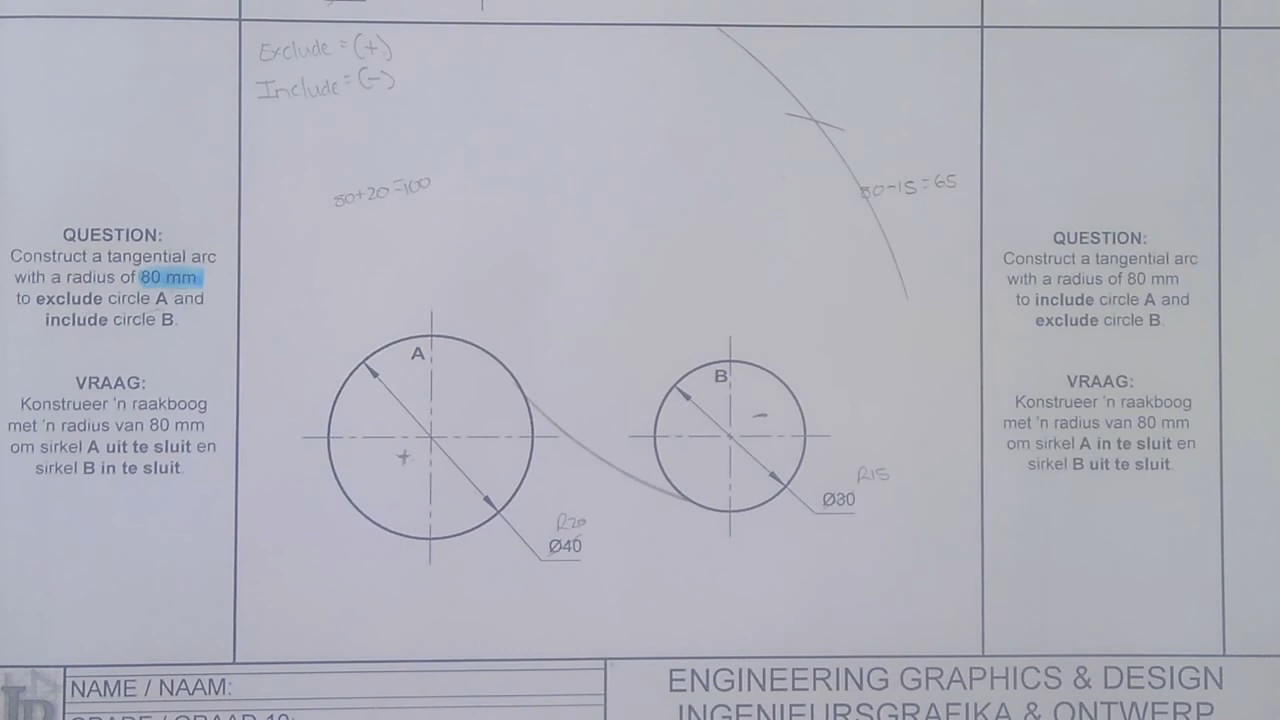 Exclude = (+)
Include = (-)
80+20=100
80-15=65
QUESTION:
Construct a tangential arc
with a radius of 80 mm
to exclude circle A and
include circle B.
VRAAG:
Konstrueer 'n raakboog
met 'n radius van 80 mm
om sirkel A uit te sluit en
sirkel B in te sluit.
A
+
R20
Ø40
B
-
R15
Ø30
QUESTION:
Construct a tangential arc
with a radius of 80 mm
to include circle A and
exclude circle B.
VRAAG:
Konstrueer 'n raakboog
met 'n radius van 80 mm
om sirkel A in te sluit en
sirkel B uit te sluit.
NAME / NAAM:
GRADE / GRAAD 10:
ENGINEERING GRAPHICS & DESIGN
INGENIEURSGRAFIKA & ONTWERP